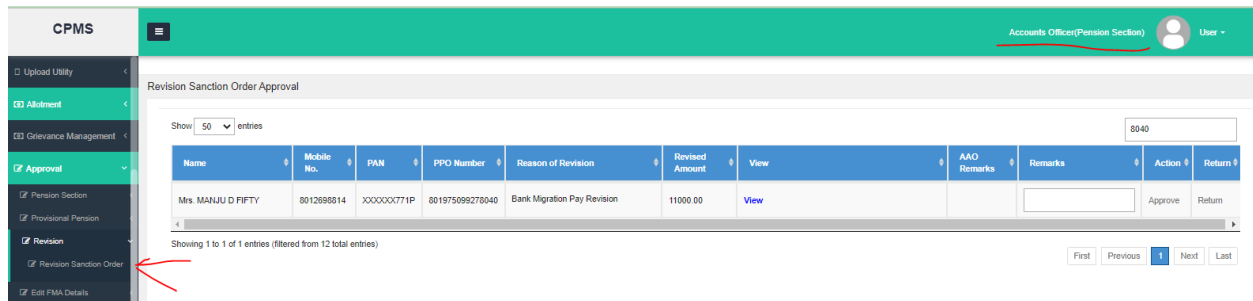 CPMS
Accounts Officer(Pension Section)
User
Upload Utility
Allotment
Grievance Management
Approval
Pension Section
Provisional Pension
Revision
Revision Sanction Order
Edit FMA Details
Revision Sanction Order Approval
Show 50 entries
8040
Name Mobile No. PAN PPO Number Reason of Revision Revised Amount View AAO Remarks Remarks Action Return
Mrs. MANJU D FIFTY 8012698814 XXXXXX771P 801975099278040 Bank Migration Pay Revision 11000.00 View Approve Return
Showing 1 to 1 of 1 entries (filtered from 12 total entries)
First Previous 1 Next Last